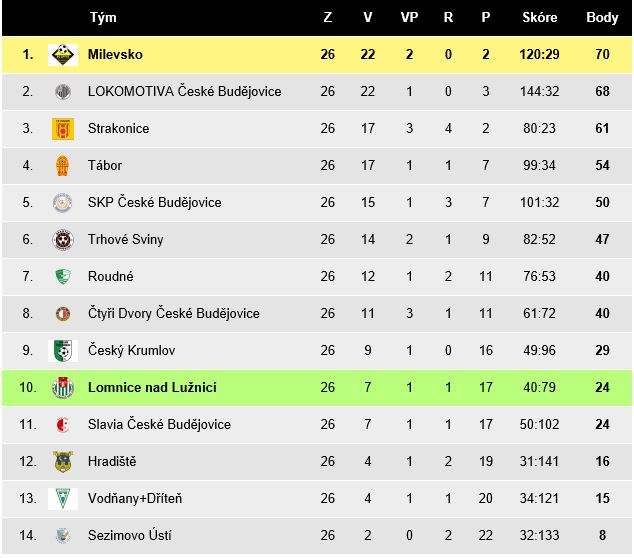 Tým Z V VP R P Skóre Body
1. Milevsko 26 22 2 0 2 120:29 70
2. LOKOMOTIVA České Budějovice 26 22 1 0 3 144:32 68
3. Strakonice 26 17 3 4 2 80:23 61
4. Tábor 26 17 1 1 7 99:34 54
5. SKP České Budějovice 26 15 1 3 7 101:32 50
6. Trhové Sviny 26 14 2 1 9 82:52 47
7. Roudné 26 12 1 2 11 76:53 40
8. Čtyři Dvory České Budějovice 26 11 3 1 11 61:72 40
9. Český Krumlov 26 9 1 0 16 49:96 29
10. Lomnice nad Lužnicí 26 7 1 1 17 40:79 24
11. Slavia České Budějovice 26 7 1 1 17 50:102 24
12. Hradiště 26 4 1 2 19 31:141 16
13. Vodňany+Dříteň 26 4 1 1 20 34:121 15
14. Sezimovo Ústí 26 2 0 2 22 32:133 8